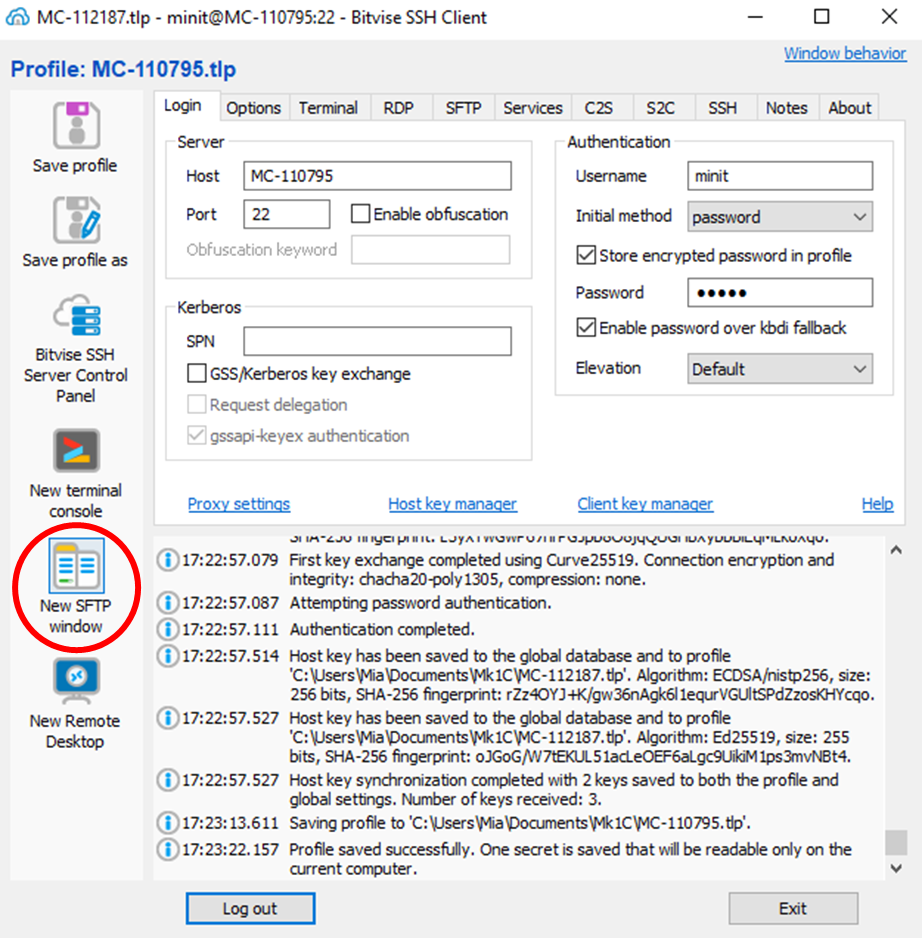 MC-112187.tlp - minit@MC-110795:22 - Bitvise SSH Client
Window behavior
Profile: MC-110795.tlp
Save profile
Save profile as
Bitvise SSH
Server Control
Panel
New terminal
console
New SFTP
window
New Remote
Desktop
Login Options Terminal RDP SFTP Services C2S S2C SSH Notes About
Server
Host MC-110795
Port 22 Enable obfuscation
Obfuscation keyword
Kerberos
SPN
GSS/Kerberos key exchange
Request delegation
gssapi-keyex authentication
Authentication
Username minit
Initial method password
Store encrypted password in profile
Password •••••
Enable password over kbdi fallback
Elevation Default
Proxy settings Host key manager Client key manager Help
17:22:57.079 First key exchange completed using Curve25519. Connection encryption and
integrity: chacha20-poly1305, compression: none.
17:22:57.087 Attempting password authentication.
17:22:57.111 Authentication completed.
17:22:57.514 Host key has been saved to the global database and to profile
'C:\Users\Mia\Documents\Mk1C\MC-112187.tlp'. Algorithm: ECDSA/nistp256, size:
256 bits, SHA-256 fingerprint: rZz4OYJ+K/gw36nAgk6l1equrVGUltSPdZzosKHYcqo.
17:22:57.527 Host key has been saved to the global database and to profile
'C:\Users\Mia\Documents\Mk1C\MC-112187.tlp'. Algorithm: Ed25519, size: 255
bits, SHA-256 fingerprint: oJGoG/W7tEKUL51acLeOEF6aLgc9UikiM1ps3mvNBt4.
17:22:57.527 Host key synchronization completed with 2 keys saved to both the profile and
global settings. Number of keys received: 3.
17:23:13.611 Saving profile to 'C:\Users\Mia\Documents\Mk1C\MC-110795.tlp'.
17:23:22.157 Profile saved successfully. One secret is saved that will be readable only on the
current computer.
Log out Exit